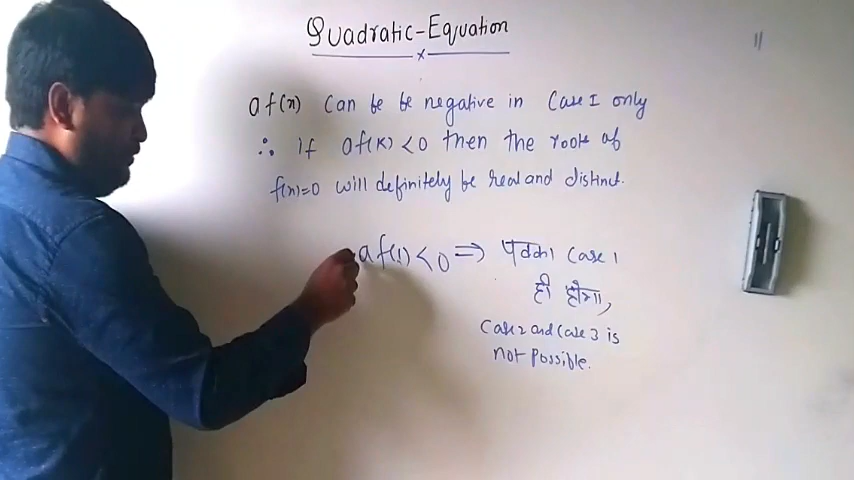 Quadratic-Equation
af(x) can be be negative in Case I only
∴ if af(k) < 0 then the roots of
f(x)=0 will definitely be real and distinct.
af(1) < 0 ⇒ पक्का Case 1
ही होगा,
Case 2 and Case 3 is
not possible.